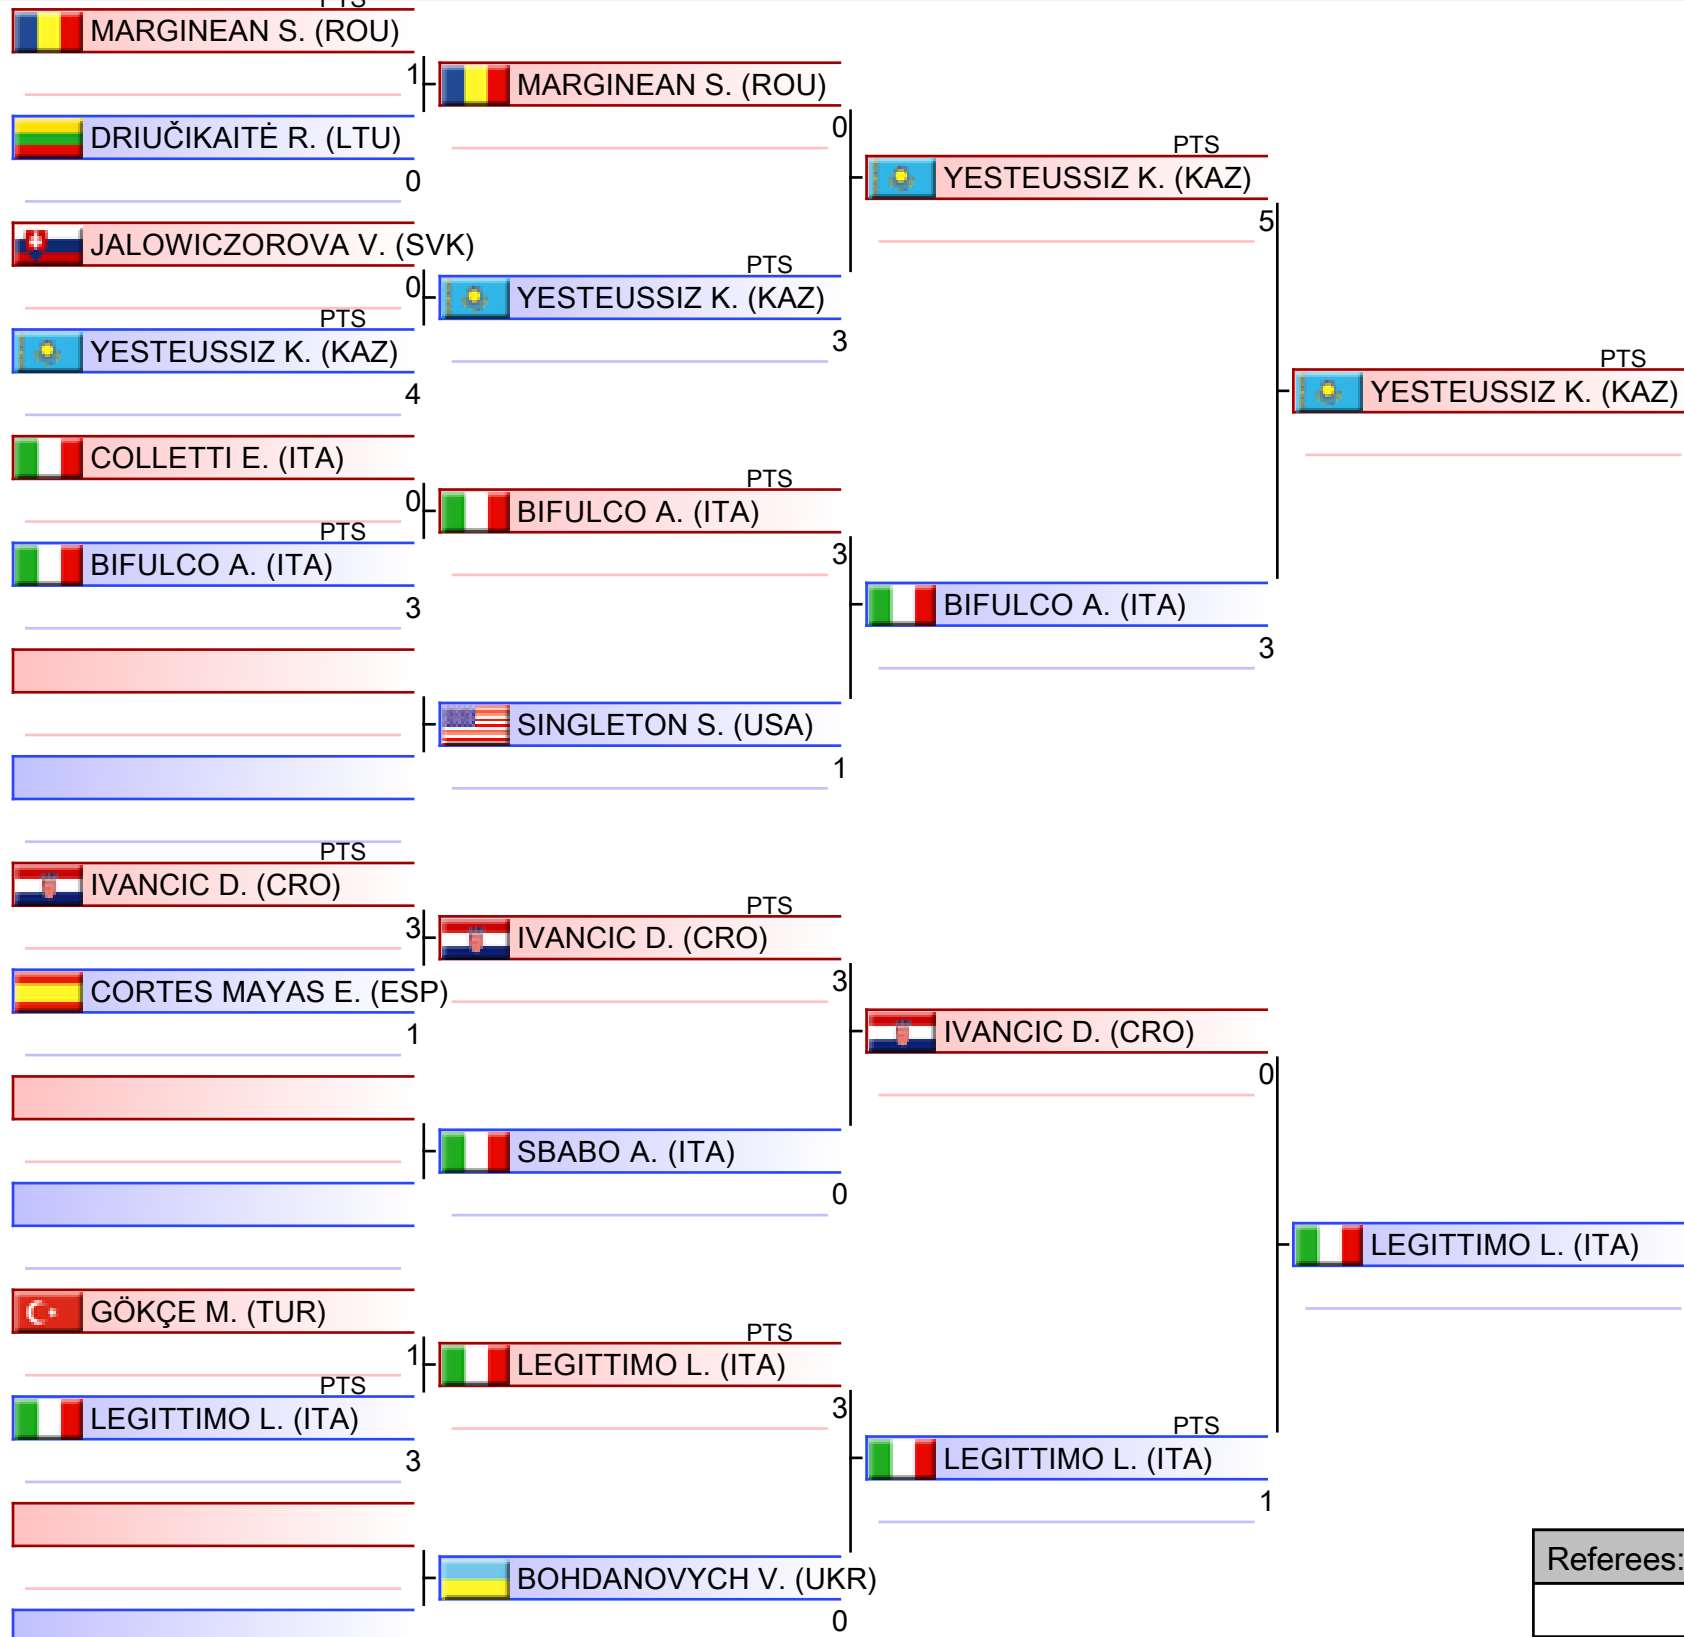 PTS
MARGINEAN S. (ROU)
1
DRIUČIKAITĖ R. (LTU)
0
JALOWICZOROVA V. (SVK)
0
PTS
YESTEUSSIZ K. (KAZ)
4
COLLETTI E. (ITA)
0
PTS
BIFULCO A. (ITA)
3
PTS
IVANCIC D. (CRO)
3
CORTES MAYAS E. (ESP)
1
GÖKÇE M. (TUR)
1
PTS
LEGITTIMO L. (ITA)
3
MARGINEAN S. (ROU)
0
PTS
YESTEUSSIZ K. (KAZ)
3
PTS
BIFULCO A. (ITA)
3
SINGLETON S. (USA)
1
PTS
IVANCIC D. (CRO)
3
SBABO A. (ITA)
0
PTS
LEGITTIMO L. (ITA)
3
BOHDANOVYCH V. (UKR)
0
PTS
YESTEUSSIZ K. (KAZ)
5
BIFULCO A. (ITA)
3
IVANCIC D. (CRO)
0
PTS
LEGITTIMO L. (ITA)
1
PTS
YESTEUSSIZ K. (KAZ)
LEGITTIMO L. (ITA)
Referees: